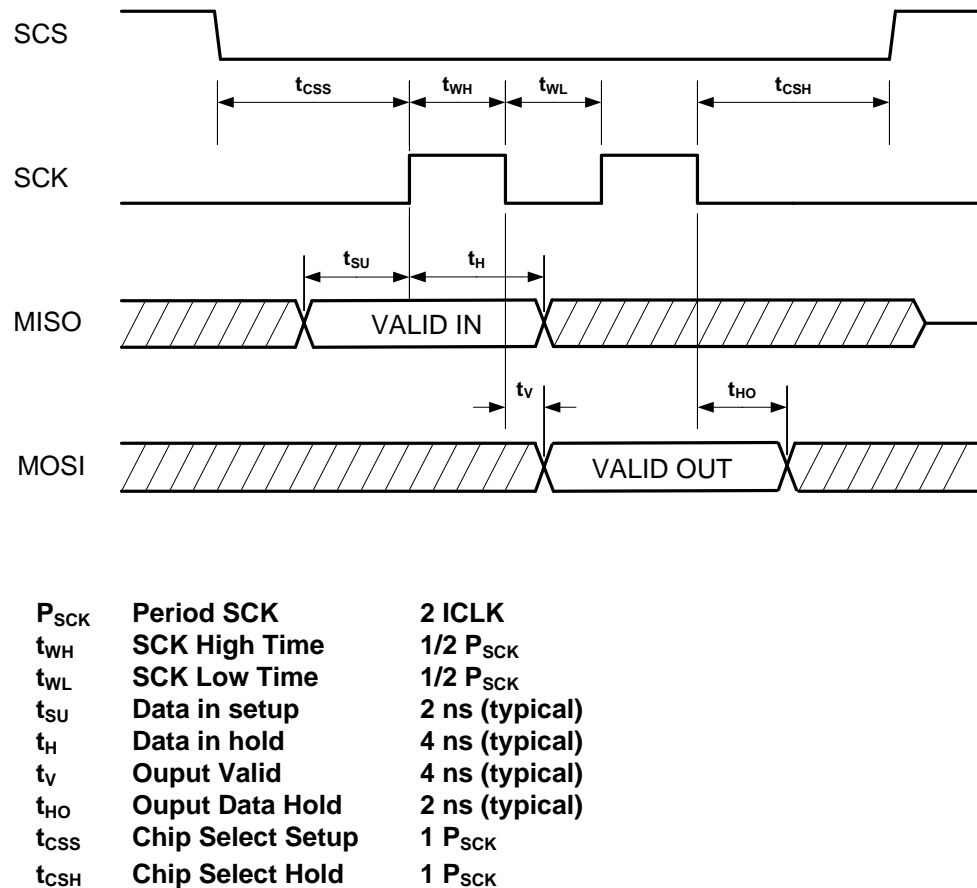 SCS
tCSS tWH tWL tCSH
SCK
tSU tH
MISO VALID IN
tV tHO
MOSI VALID OUT
PSCK Period SCK 2 ICLK
tWH SCK High Time 1/2 PSCK
tWL SCK Low Time 1/2 PSCK
tSU Data in setup 2 ns (typical)
tH Data in hold 4 ns (typical)
tV Ouput Valid 4 ns (typical)
tHO Ouput Data Hold 2 ns (typical)
tCSS Chip Select Setup 1 PSCK
tCSH Chip Select Hold 1 PSCK